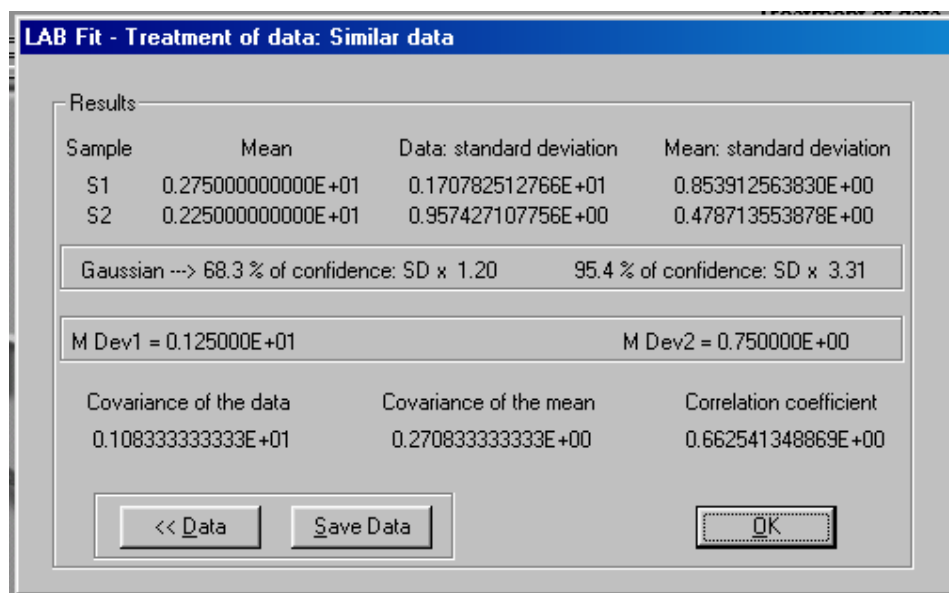 Treatment of data
LAB Fit - Treatment of data: Similar data
Results
Sample Mean Data: standard deviation Mean: standard deviation
S1 0.275000000000E+01 0.170782512766E+01 0.853912563830E+00
S2 0.225000000000E+01 0.957427107756E+00 0.478713553878E+00
Gaussian ---> 68.3 % of confidence: SD x 1.20 95.4 % of confidence: SD x 3.31
M Dev1 = 0.125000E+01 M Dev2 = 0.750000E+00
Covariance of the data Covariance of the mean Correlation coefficient
0.108333333333E+01 0.270833333333E+00 0.662541348869E+00
<< Data Save Data OK